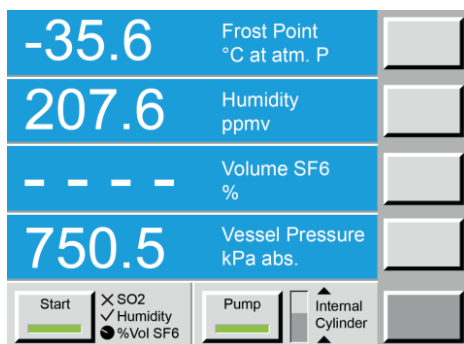 -35.6 Frost Point
°C at atm. P
207.6 Humidity
ppmv
- - - - Volume SF6
%
750.5 Vessel Pressure
kPa abs.
Start
SO2
Humidity
%Vol SF6
Pump
Internal
Cylinder